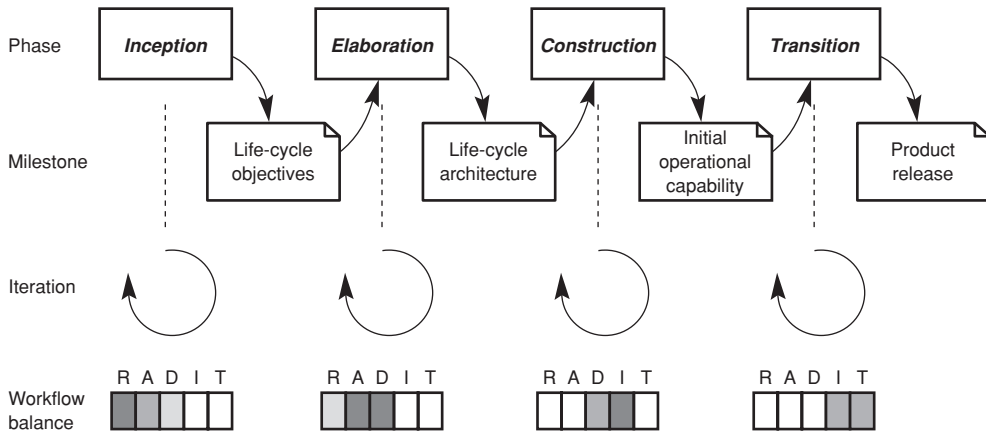 Phase
Inception
Elaboration
Construction
Transition
Milestone
Life-cycle
objectives
Life-cycle
architecture
Initial
operational
capability
Product
release
Iteration
R A D I T
R A D I T
R A D I T
R A D I T
Workflow
balance